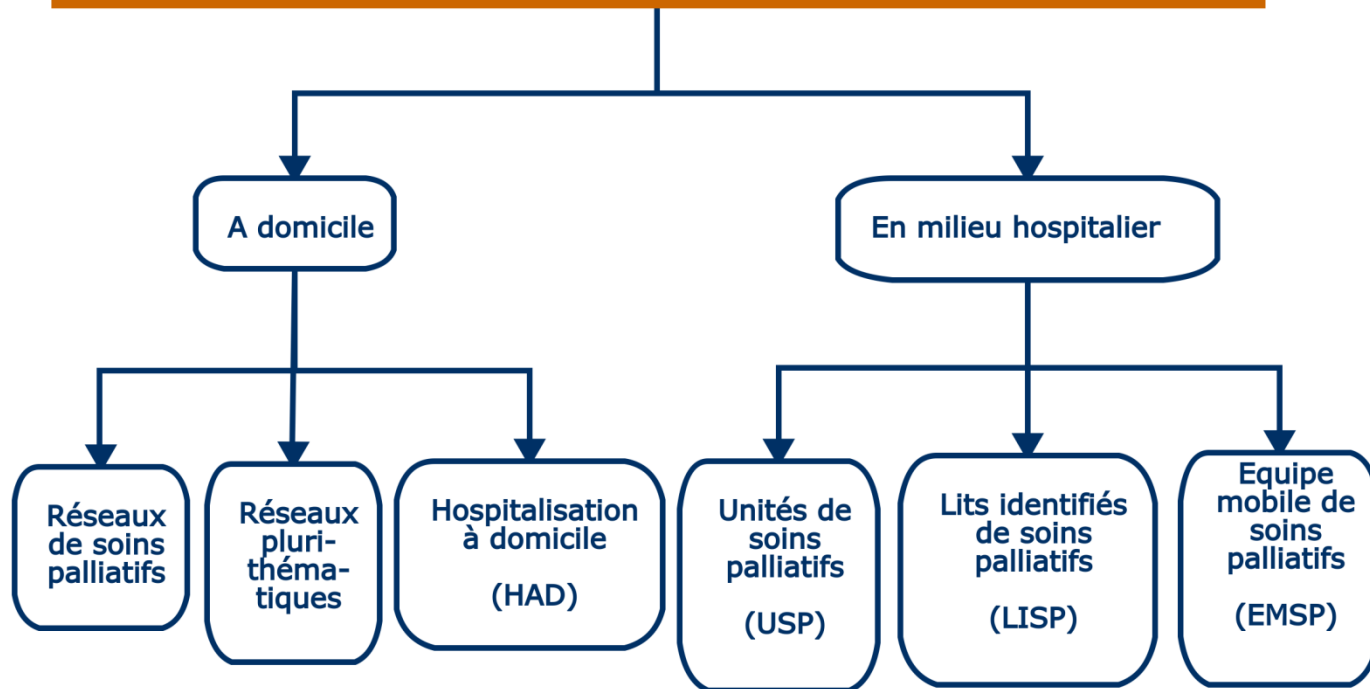 A domicile
En milieu hospitalier
Réseaux
de soins
palliatifs
Réseaux
pluri-
théma-
tiques
Hospitalisation
à domicile
(HAD)
Unités de
soins
palliatifs
(USP)
Lits identifiés
de soins
palliatifs
(LISP)
Equipe
mobile de
soins
palliatifs
(EMSP)